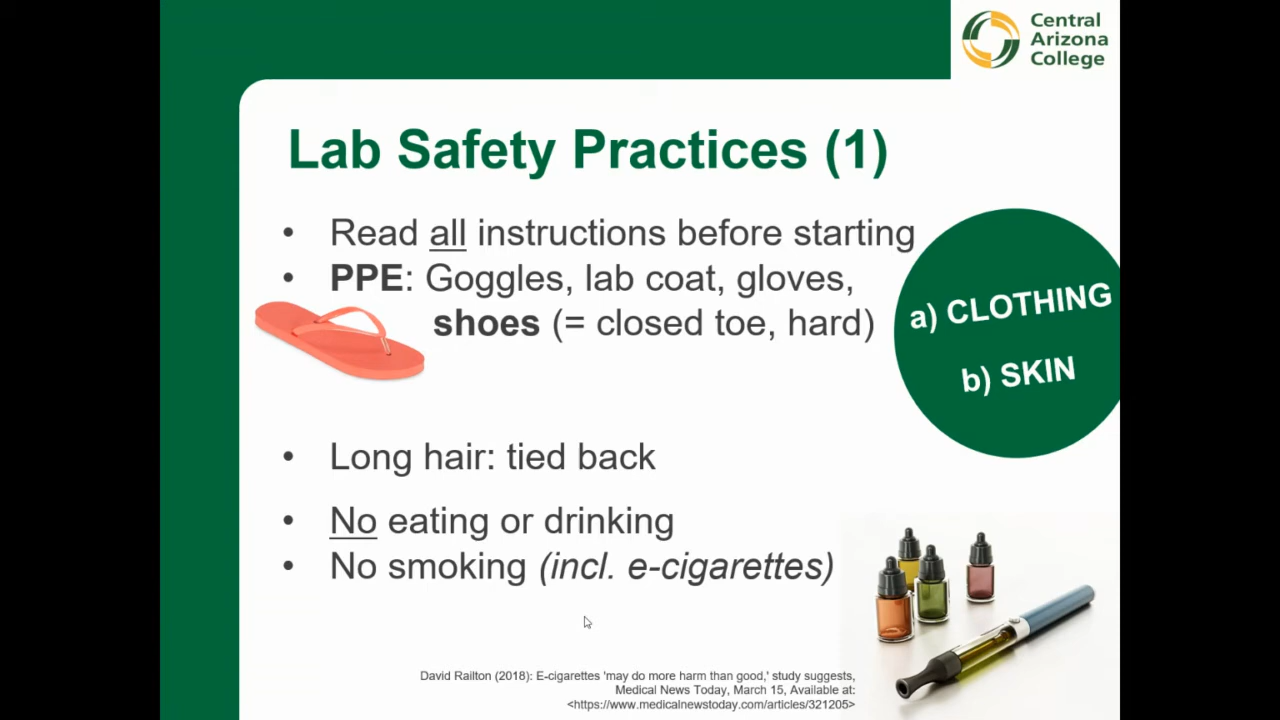 Central
Arizona
College
Lab Safety Practices (1)
• Read all instructions before starting
• PPE: Goggles, lab coat, gloves,
shoes (= closed toe, hard)
a) CLOTHING
b) SKIN
• Long hair: tied back
• No eating or drinking
• No smoking (incl. e-cigarettes)
David Railton (2018): E-cigarettes 'may do more harm than good,' study suggests,
Medical News Today, March 15, Available at:
<https://www.medicalnewstoday.com/articles/321205>